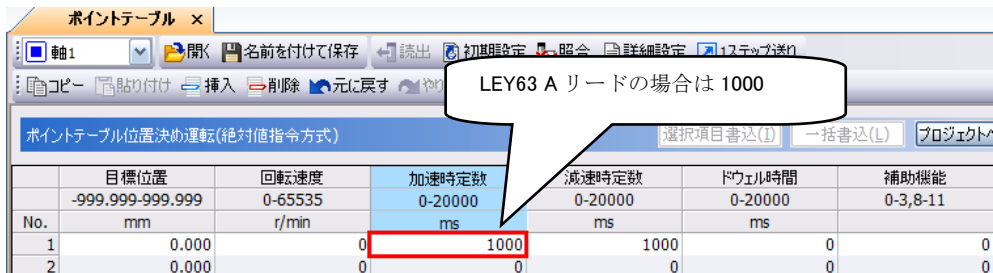 ポイントテーブル ×
軸1 開く 名前を付けて保存 読出 初期設定 照合 詳細設定 1ステップ送り
コピー 貼り付け 挿入 削除 元に戻す やり
LEY63 A リードの場合は 1000
ポイントテーブル位置決め運転(絶対値指令方式) 選択項目書込(I) 一括書込(L) プロジェクトへ
目標位置 回転速度 加速時定数 減速時定数 ドウェル時間 補助機能
-999.999-999.999 0-65535 0-20000 0-20000 0-20000 0-3,8-11
No. mm r/min ms ms ms
1 0.000 0 1000 1000 0 0
2 0.000 0 0 0 0 0